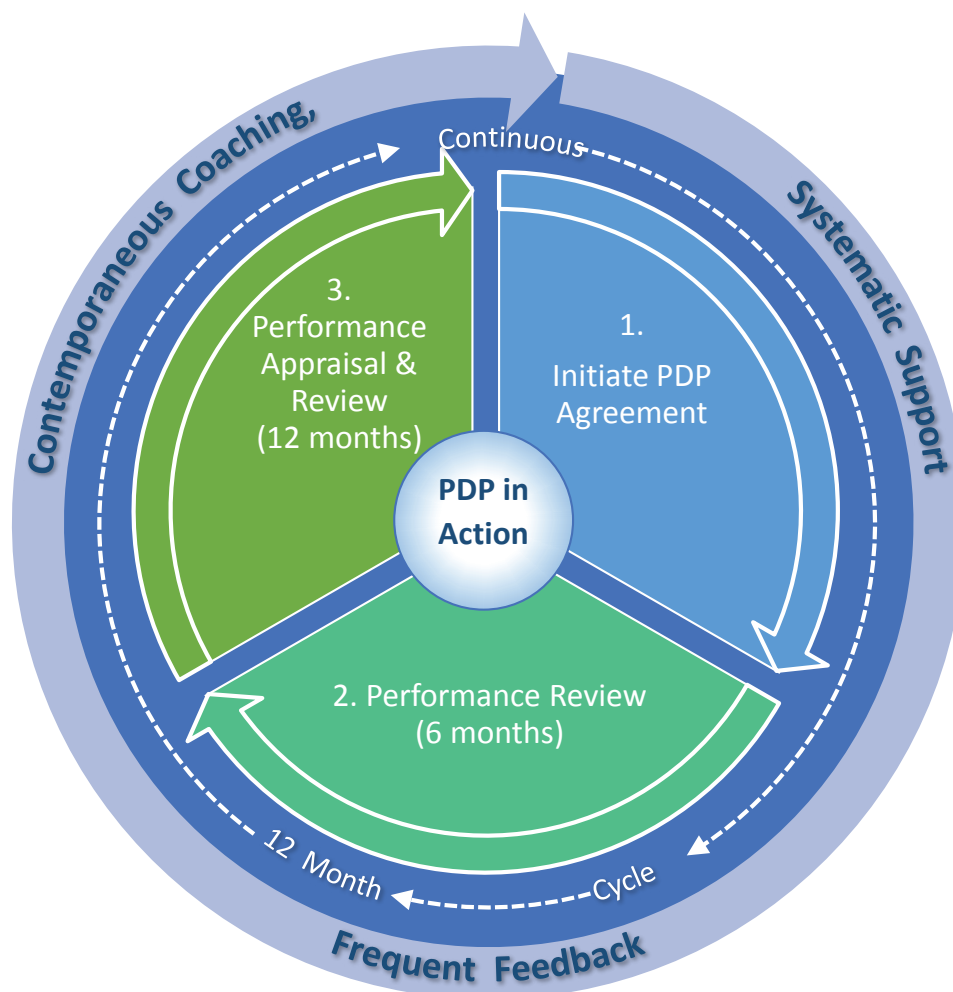 Contemporaneous Coaching,
Systematic Support
Frequent Feedback
Continuous
12 Month
Cycle
1.
Initiate PDP
Agreement
2. Performance Review
(6 months)
3.
Performance
Appraisal &
Review
(12 months)
PDP in
Action